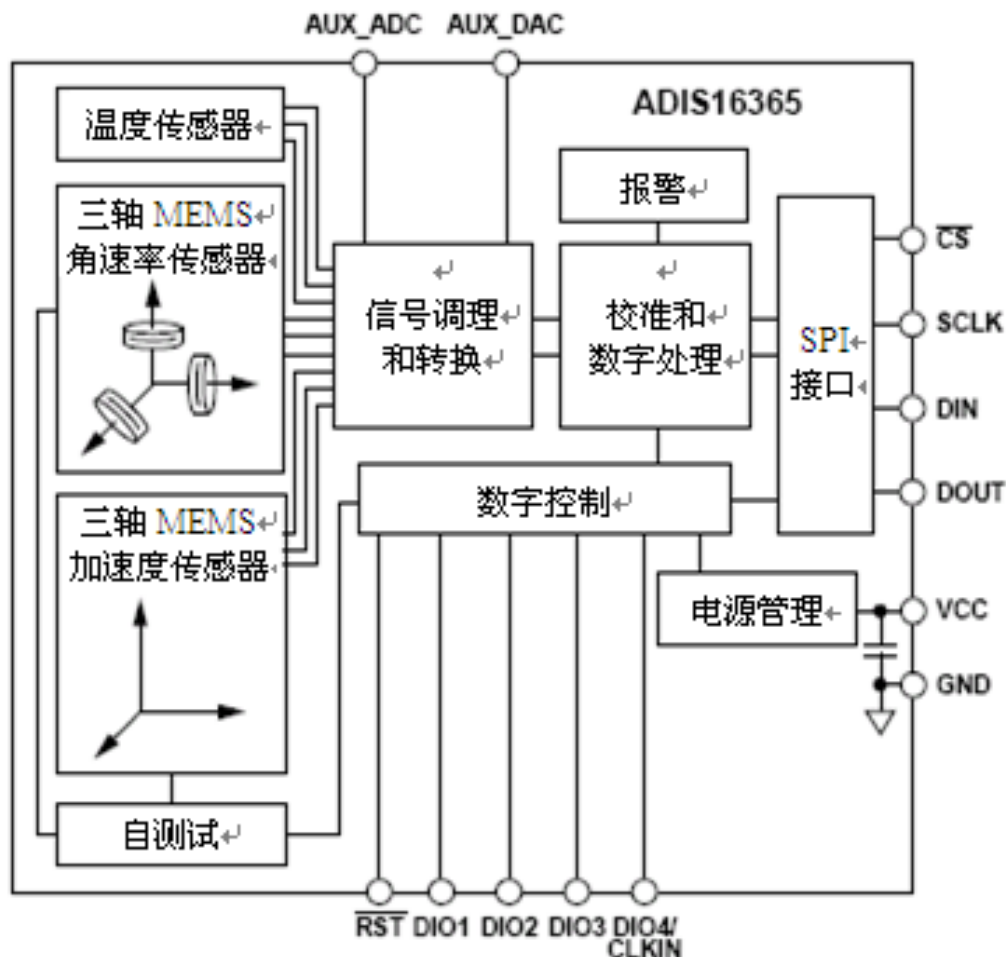 AUX_ADC AUX_DAC
ADIS16365
温度传感器
三轴 MEMS
角速率传感器
三轴 MEMS
加速度传感器
自测试
信号调理
和转换
报警
校准和
数字处理
数字控制
电源管理
SPI
接口
CS
SCLK
DIN
DOUT
VCC
GND
RST DIO1 DIO2 DIO3 DIO4/
CLKIN